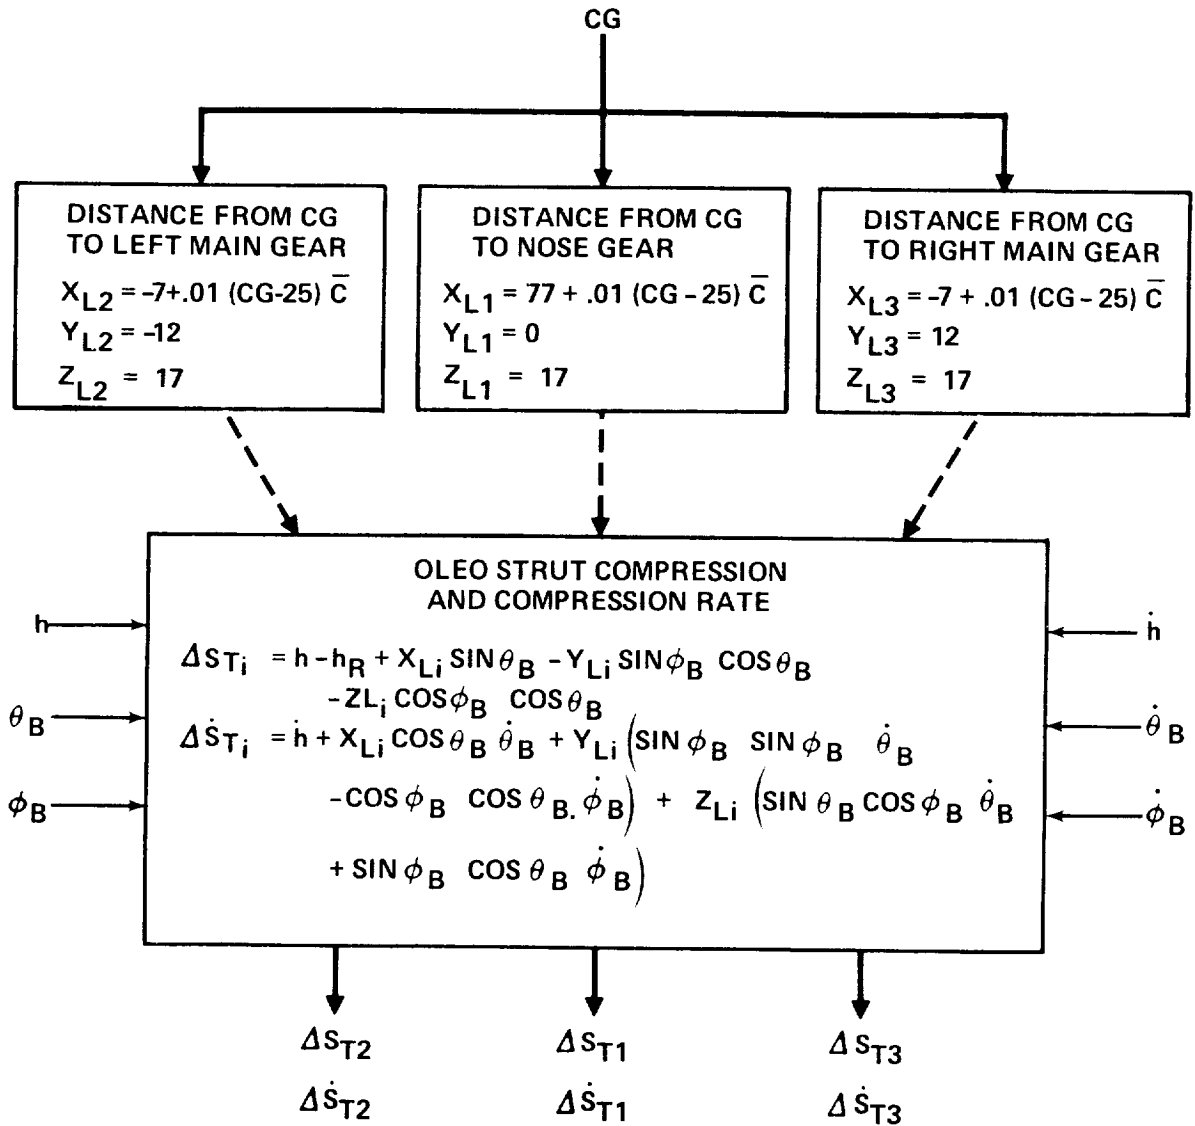 CG
DISTANCE FROM CG
TO LEFT MAIN GEAR
X_L2 = -7+.01 (CG-25) C̅
Y_L2 = -12
Z_L2 = 17
DISTANCE FROM CG
TO NOSE GEAR
X_L1 = 77 + .01 (CG - 25) C̅
Y_L1 = 0
Z_L1 = 17
DISTANCE FROM CG
TO RIGHT MAIN GEAR
X_L3 = -7 + .01 (CG - 25) C̅
Y_L3 = 12
Z_L3 = 17
OLEO STRUT COMPRESSION
AND COMPRESSION RATE
ΔS_Ti = h - h_R + X_Li SIN θ_B - Y_Li SIN ϕ_B COS θ_B
-ZL_i COS ϕ_B COS θ_B
ΔṠ_Ti = ḣ + X_Li COS θ_B θ̇_B + Y_Li (SIN ϕ_B SIN ϕ_B θ̇_B
-COS ϕ_B COS θ_B. ϕ̇_B) + Z_Li (SIN θ_B COS ϕ_B θ̇_B
+ SIN ϕ_B COS θ_B ϕ̇_B)
h
θ_B
ϕ_B
ḣ
θ̇_B
ϕ̇_B
ΔS_T2
ΔṠ_T2
ΔS_T1
ΔṠ_T1
ΔS_T3
ΔṠ_T3